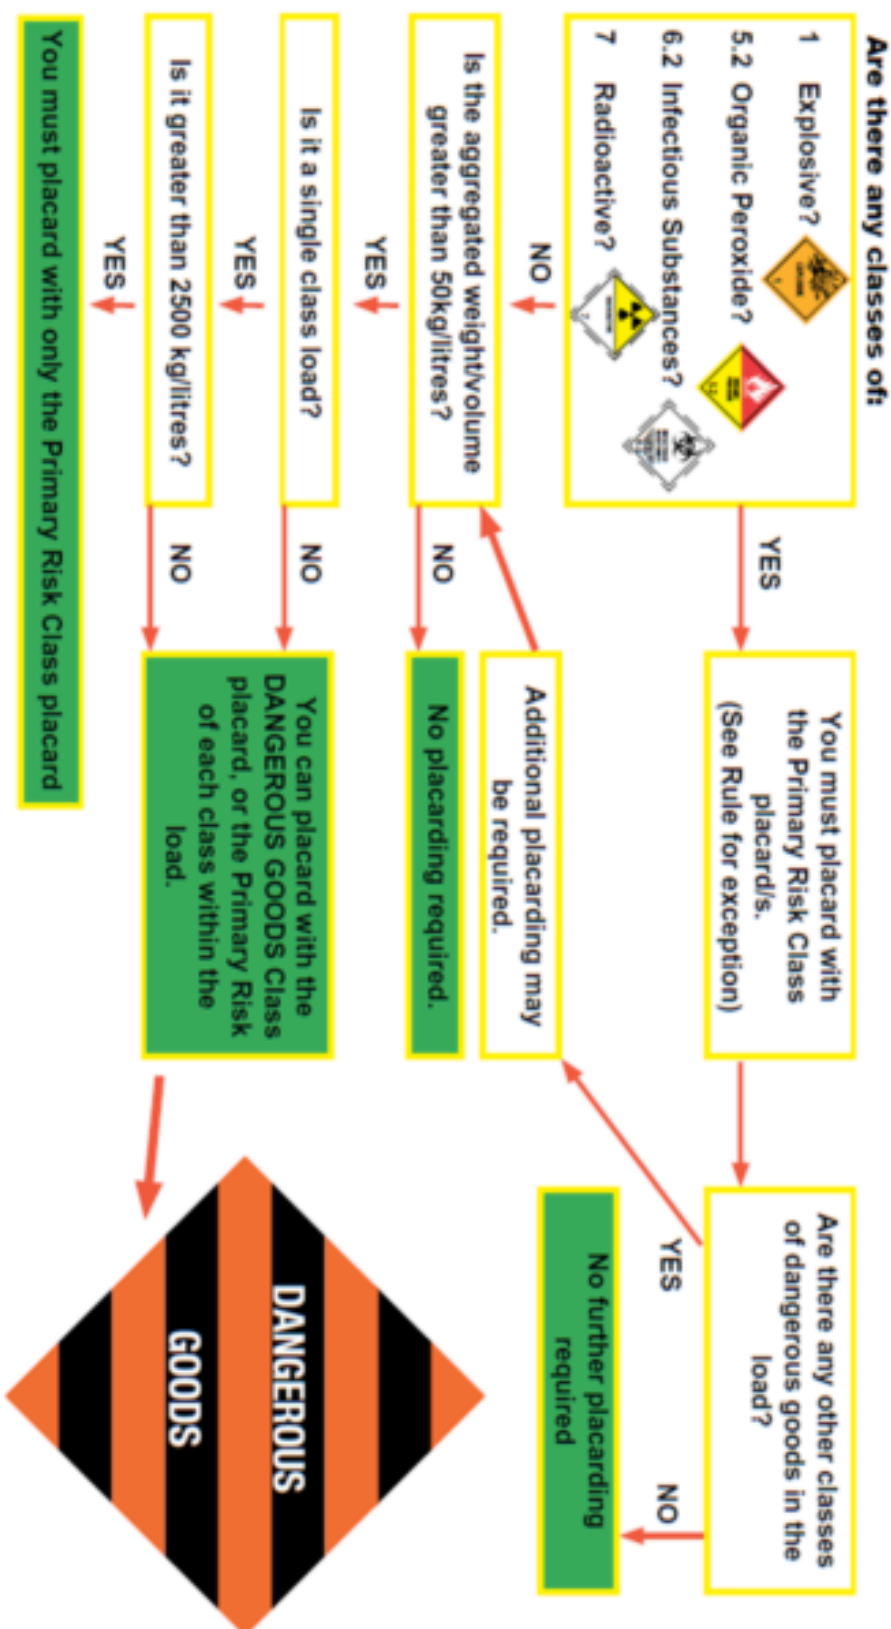 Are there any classes of:
1 Explosive?
5.2 Organic Peroxide?
6.2 Infectious Substances?
7 Radioactive?
YES
You must placard with
the Primary Risk Class
placard/s.
(See Rule for exception)
Are there any other classes
of dangerous goods in the
load?
NO
YES
NO
Additional placarding may
be required.
No further placarding
required
Is the aggregated weight/volume
greater than 50kg/litres?
NO
No placarding required.
YES
Is it a single class load?
NO
You can placard with the
DANGEROUS GOODS Class
placard, or the Primary Risk
of each class within the
load.
YES
Is it greater than 2500 kg/litres?
NO
YES
You must placard with only the Primary Risk Class placard
DANGEROUS
GOODS